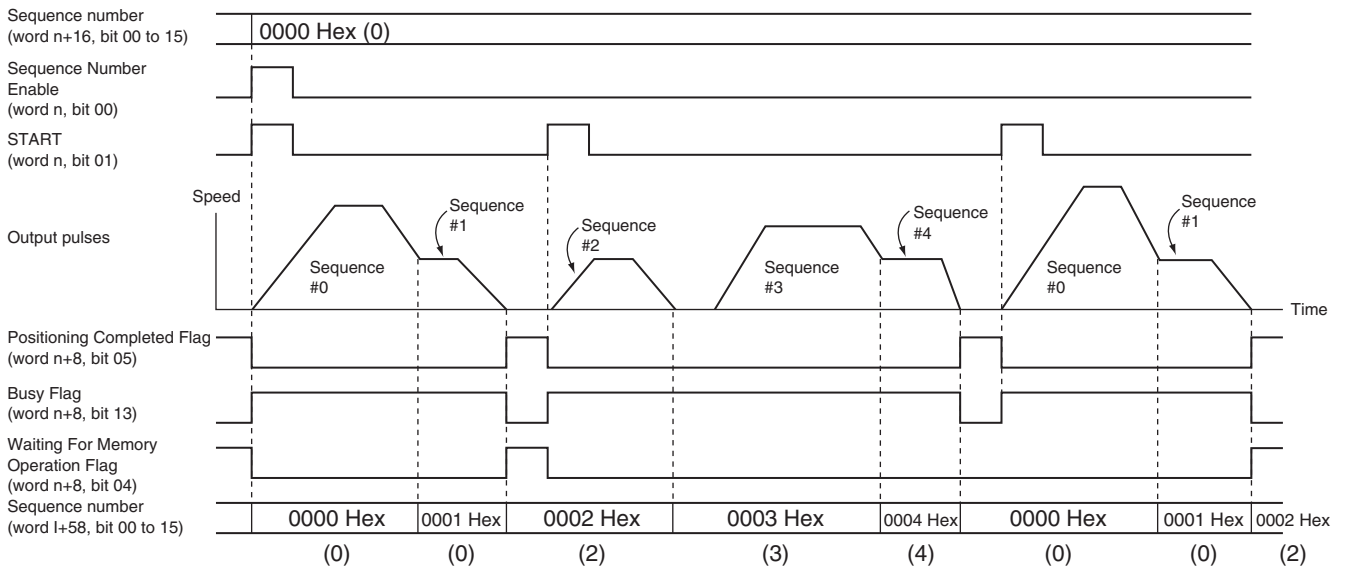 Sequence number
(word n+16, bit 00 to 15)
0000 Hex (0)
Sequence Number
Enable
(word n, bit 00)
START
(word n, bit 01)
Speed
Output pulses
Sequence
#0
Sequence
#1
Sequence
#2
Sequence
#3
Sequence
#4
Sequence
#0
Sequence
#1
Time
Positioning Completed Flag
(word n+8, bit 05)
Busy Flag
(word n+8, bit 13)
Waiting For Memory
Operation Flag
(word n+8, bit 04)
Sequence number
(word I+58, bit 00 to 15)
0000 Hex 0001 Hex 0002 Hex 0003 Hex 0004 Hex 0000 Hex 0001 Hex 0002 Hex
(0) (0) (2) (3) (4) (0) (0) (2)